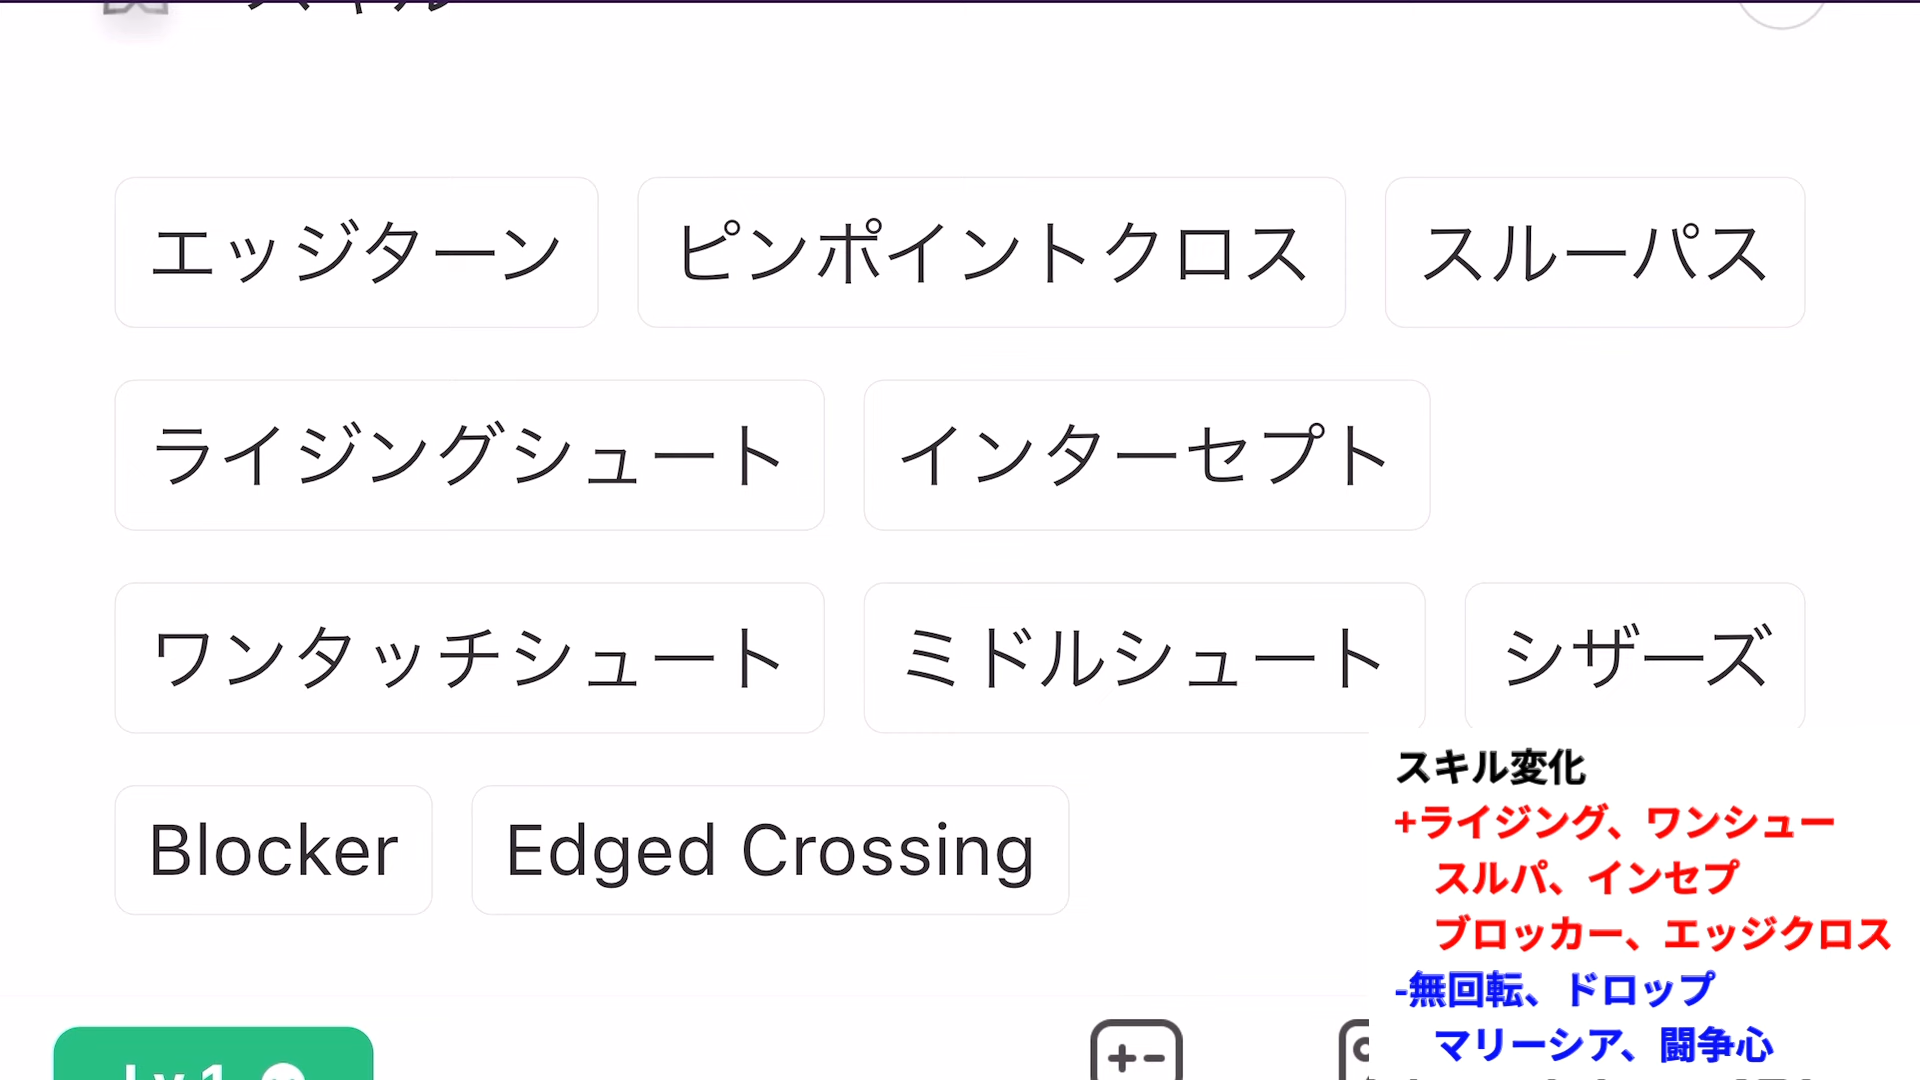 スキル
エッジターン ピンポイントクロス スルーパス
ライジングシュート インターセプト
ワンタッチシュート ミドルシュート シザーズ
Blocker Edged Crossing
スキル変化
+ライジング、ワンシュー
スルパ、インセプ
ブロッカー、エッジクロス
-無回転、ドロップ
マリーシア、闘争心
Lv.1